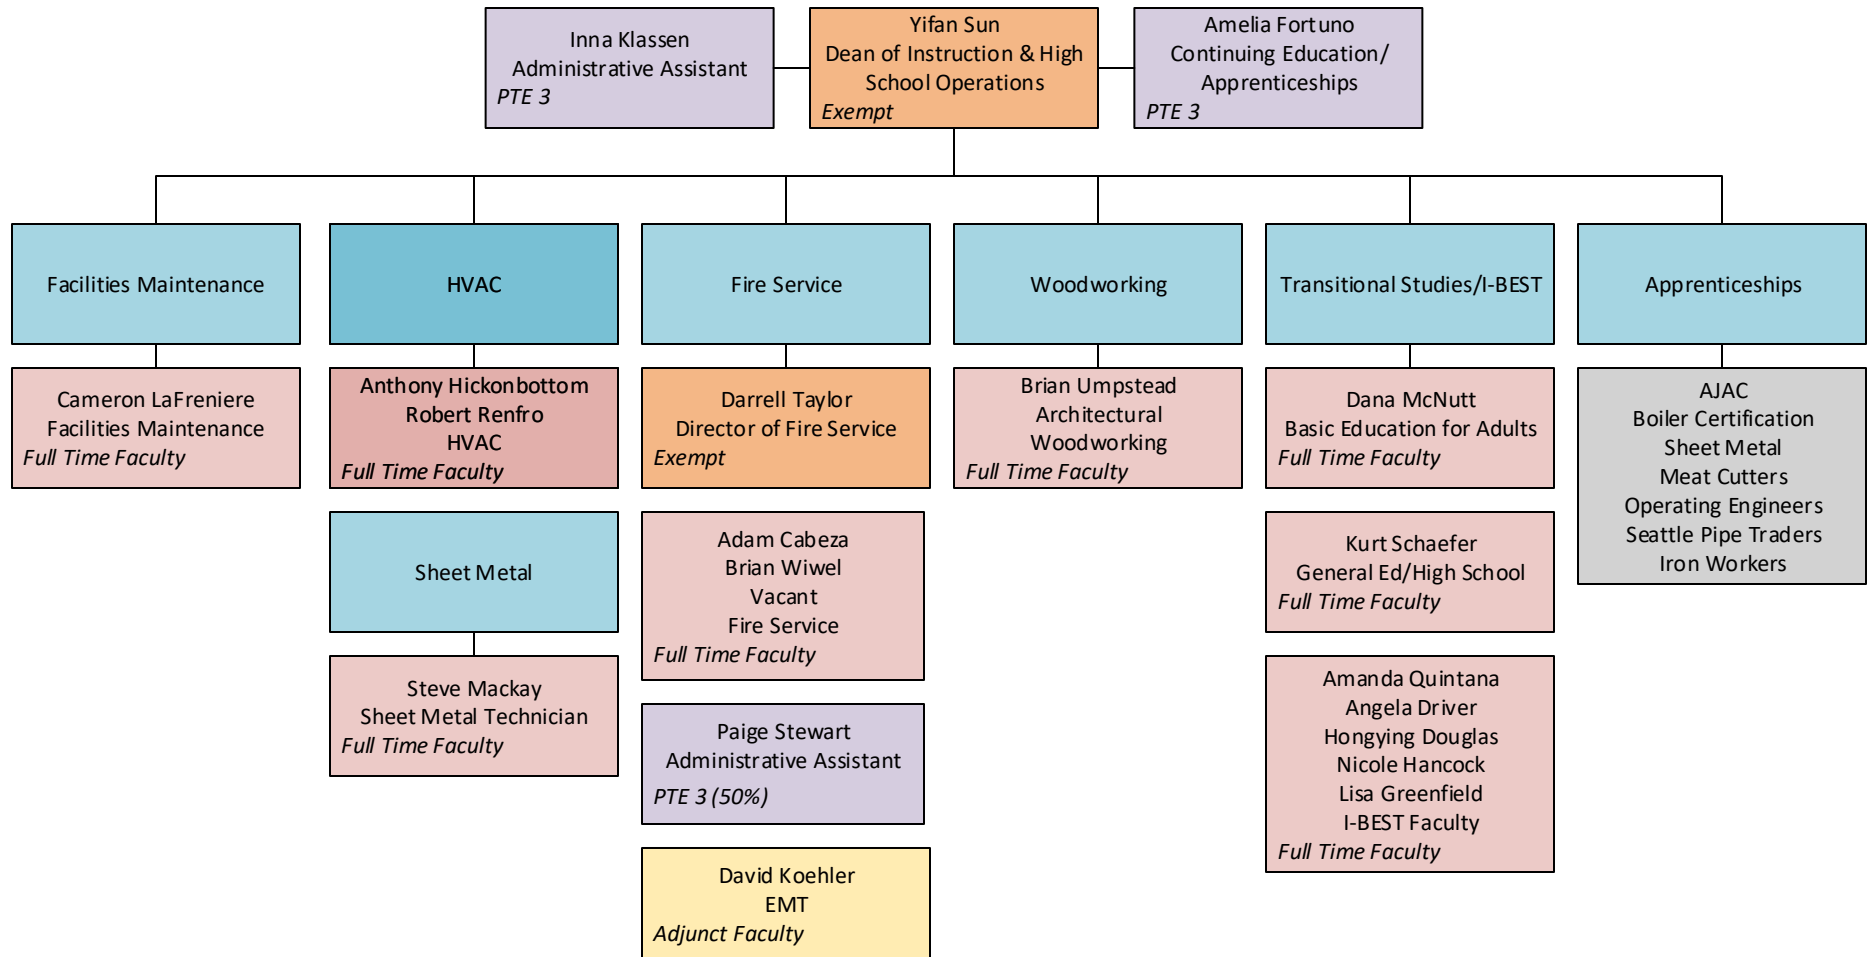 Inna Klassen
Administrative Assistant
PTE 3
Yifan Sun
Dean of Instruction & High
School Operations
Exempt
Amelia Fortuno
Continuing Education/
Apprenticeships
PTE 3
Facilities Maintenance
HVAC
Fire Service
Woodworking
Transitional Studies/I-BEST
Apprenticeships
Cameron LaFreniere
Facilities Maintenance
Full Time Faculty
Anthony Hickonbottom
Robert Renfro
HVAC
Full Time Faculty
Darrell Taylor
Director of Fire Service
Exempt
Brian Umpstead
Architectural
Woodworking
Full Time Faculty
Dana McNutt
Basic Education for Adults
Full Time Faculty
AJAC
Boiler Certification
Sheet Metal
Meat Cutters
Operating Engineers
Seattle Pipe Traders
Iron Workers
Sheet Metal
Adam Cabeza
Brian Wiwel
Vacant
Fire Service
Full Time Faculty
Kurt Schaefer
General Ed/High School
Full Time Faculty
Steve Mackay
Sheet Metal Technician
Full Time Faculty
Paige Stewart
Administrative Assistant
PTE 3 (50%)
Amanda Quintana
Angela Driver
Hongying Douglas
Nicole Hancock
Lisa Greenfield
I-BEST Faculty
Full Time Faculty
David Koehler
EMT
Adjunct Faculty